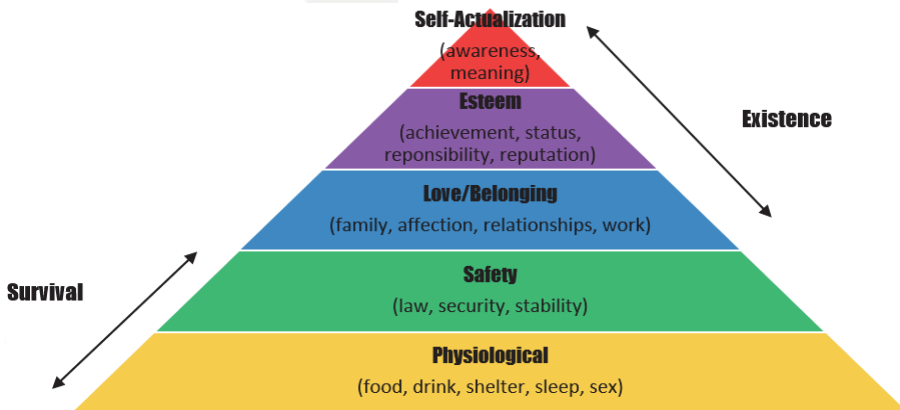 Self-Actualization
(awareness,
meaning)
Esteem
(achievement, status,
reponsibility, reputation)
Existence
Love/Belonging
(family, affection, relationships, work)
Safety
(law, security, stability)
Survival
Physiological
(food, drink, shelter, sleep, sex)